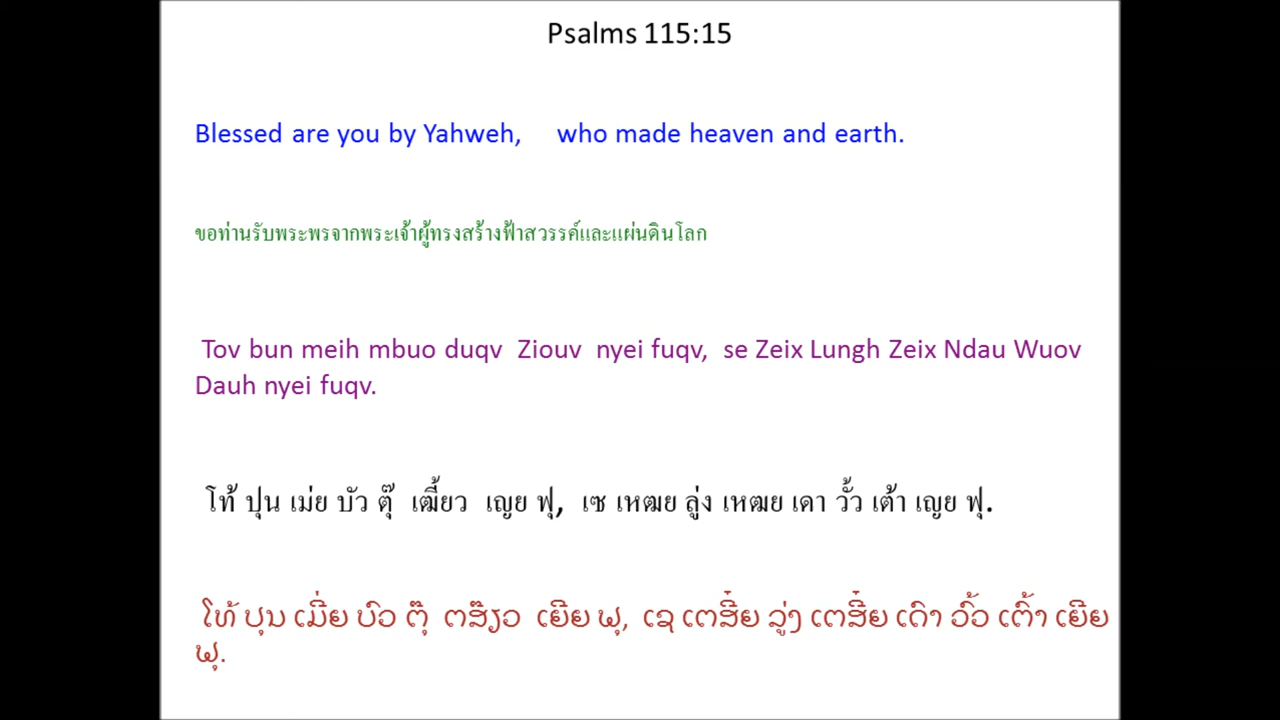 Psalms 115:15
Blessed are you by Yahweh, who made heaven and earth.
ขอท่านรับพระพรจากพระเจ้าผู้ทรงสร้างฟ้าสวรรค์และแผ่นดินโลก
Tov bun meih mbuo duqv Ziouv nyei fuqv, se Zeix Lungh Zeix Ndau Wuov
Dauh nyei fuqv.
โท้ ปุน เม่ย บัว ตุ๊ เฒี้ยว เญย ฟุ, เซ เหฒย ลู่ง เหฒย เดา วั้ว เต้า เญย ฟุ.
ໂທ້ ປຸນ ເມີ່ຍ ບົວ ຕຸ໊ ຕສ໊ຽວ ເຍີຍ ຟຸ, ເຊ ເຕສີ໋ຍ ລູ່ງ ເຕສີ໋ຍ ເດົາ ວົ້ວ ເຕົ້າ ເຍີຍ
ຟຸ.